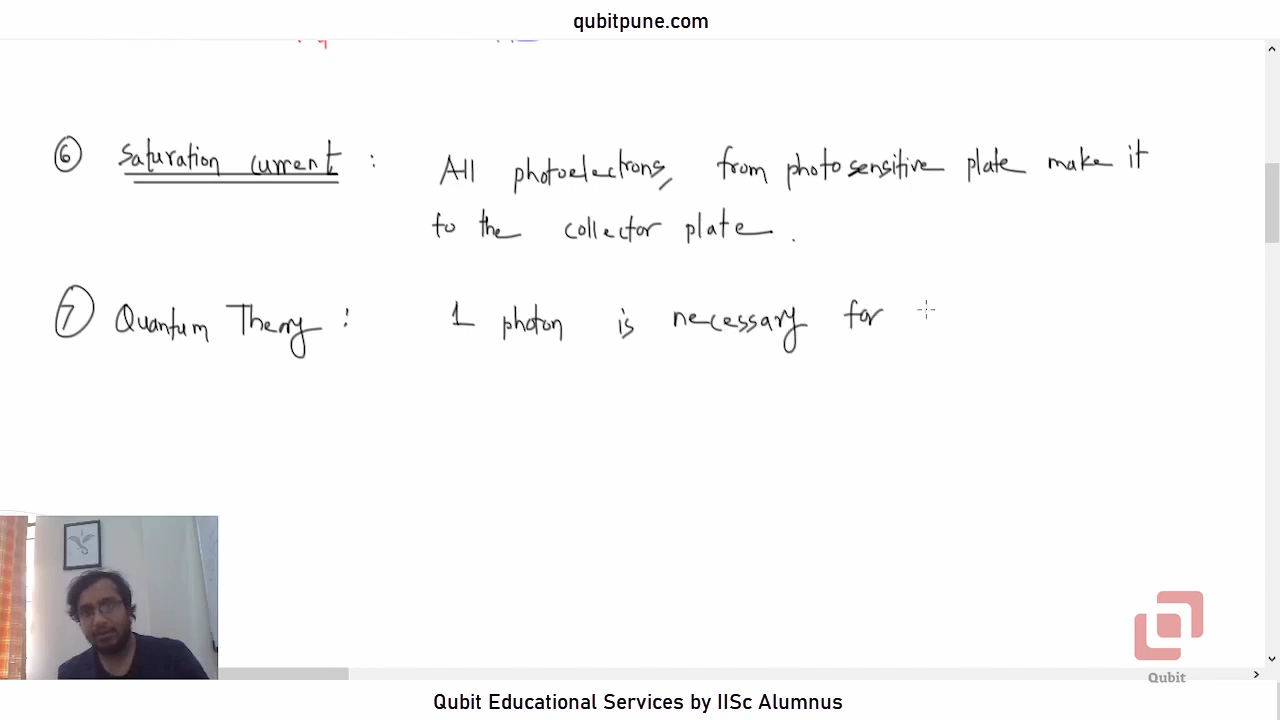 qubitpune.com
⑥ Saturation current : All photoelectrons, from photosensitive plate make it
to the collector plate.
⑦ Quantum Theory : 1 photon is necessary for
Qubit
Qubit Educational Services by IISc Alumnus